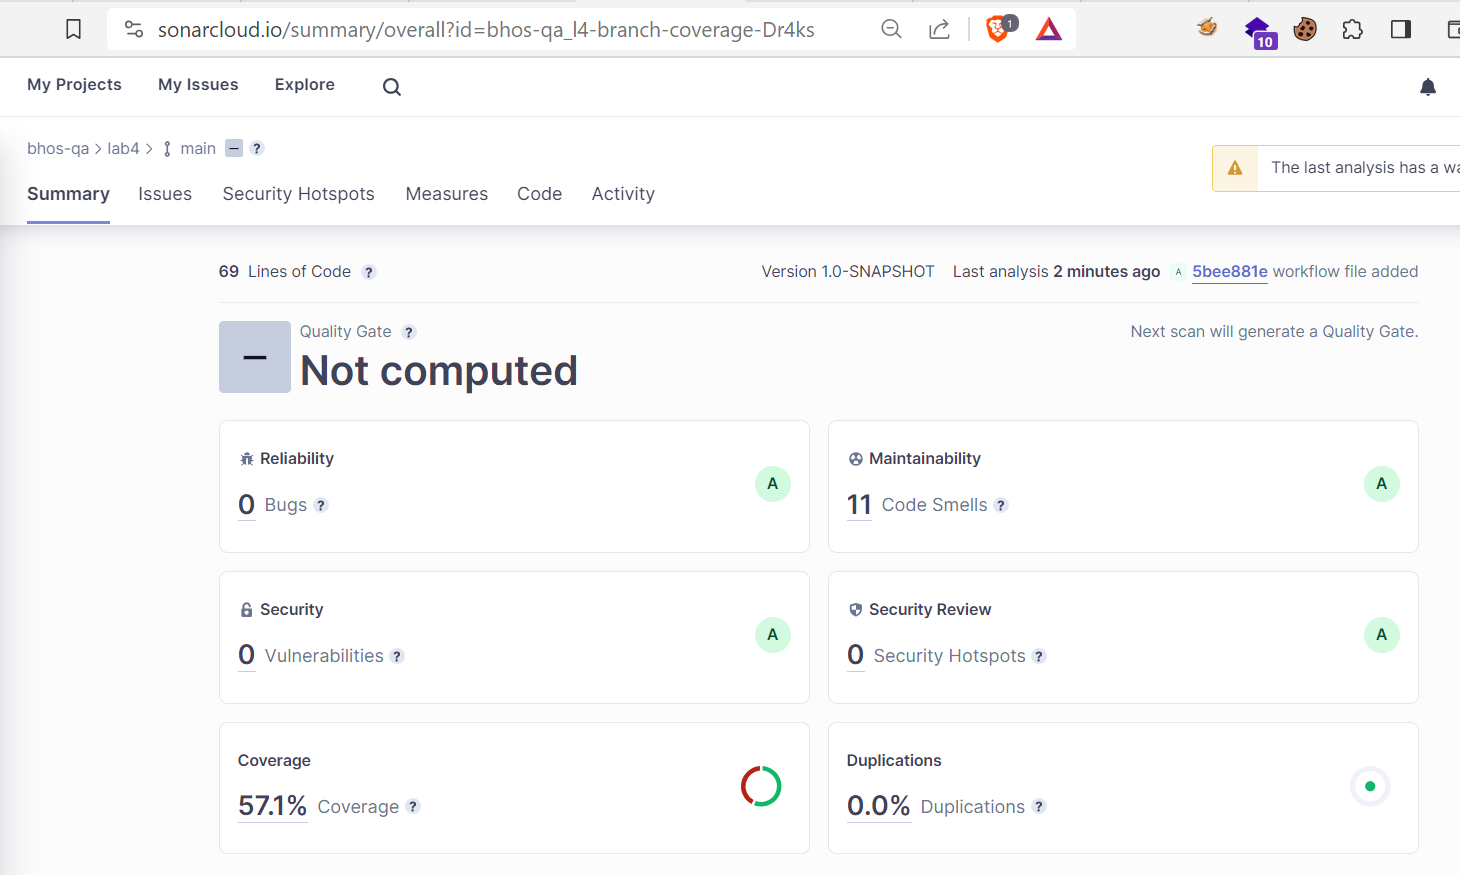 sonarcloud.io/summary/overall?id=bhos-qa_l4-branch-coverage-Dr4ks
1
10
My Projects My Issues Explore
bhos-qa > lab4 > main – ?
The last analysis has a wa
Summary Issues Security Hotspots Measures Code Activity
69 Lines of Code ? Version 1.0-SNAPSHOT Last analysis 2 minutes ago A 5bee881e workflow file added
Quality Gate ? Next scan will generate a Quality Gate.
Not computed
Reliability
0 Bugs ? A
Maintainability
11 Code Smells ? A
Security
0 Vulnerabilities ? A
Security Review
0 Security Hotspots ? A
Coverage
57.1% Coverage ?
Duplications
0.0% Duplications ?